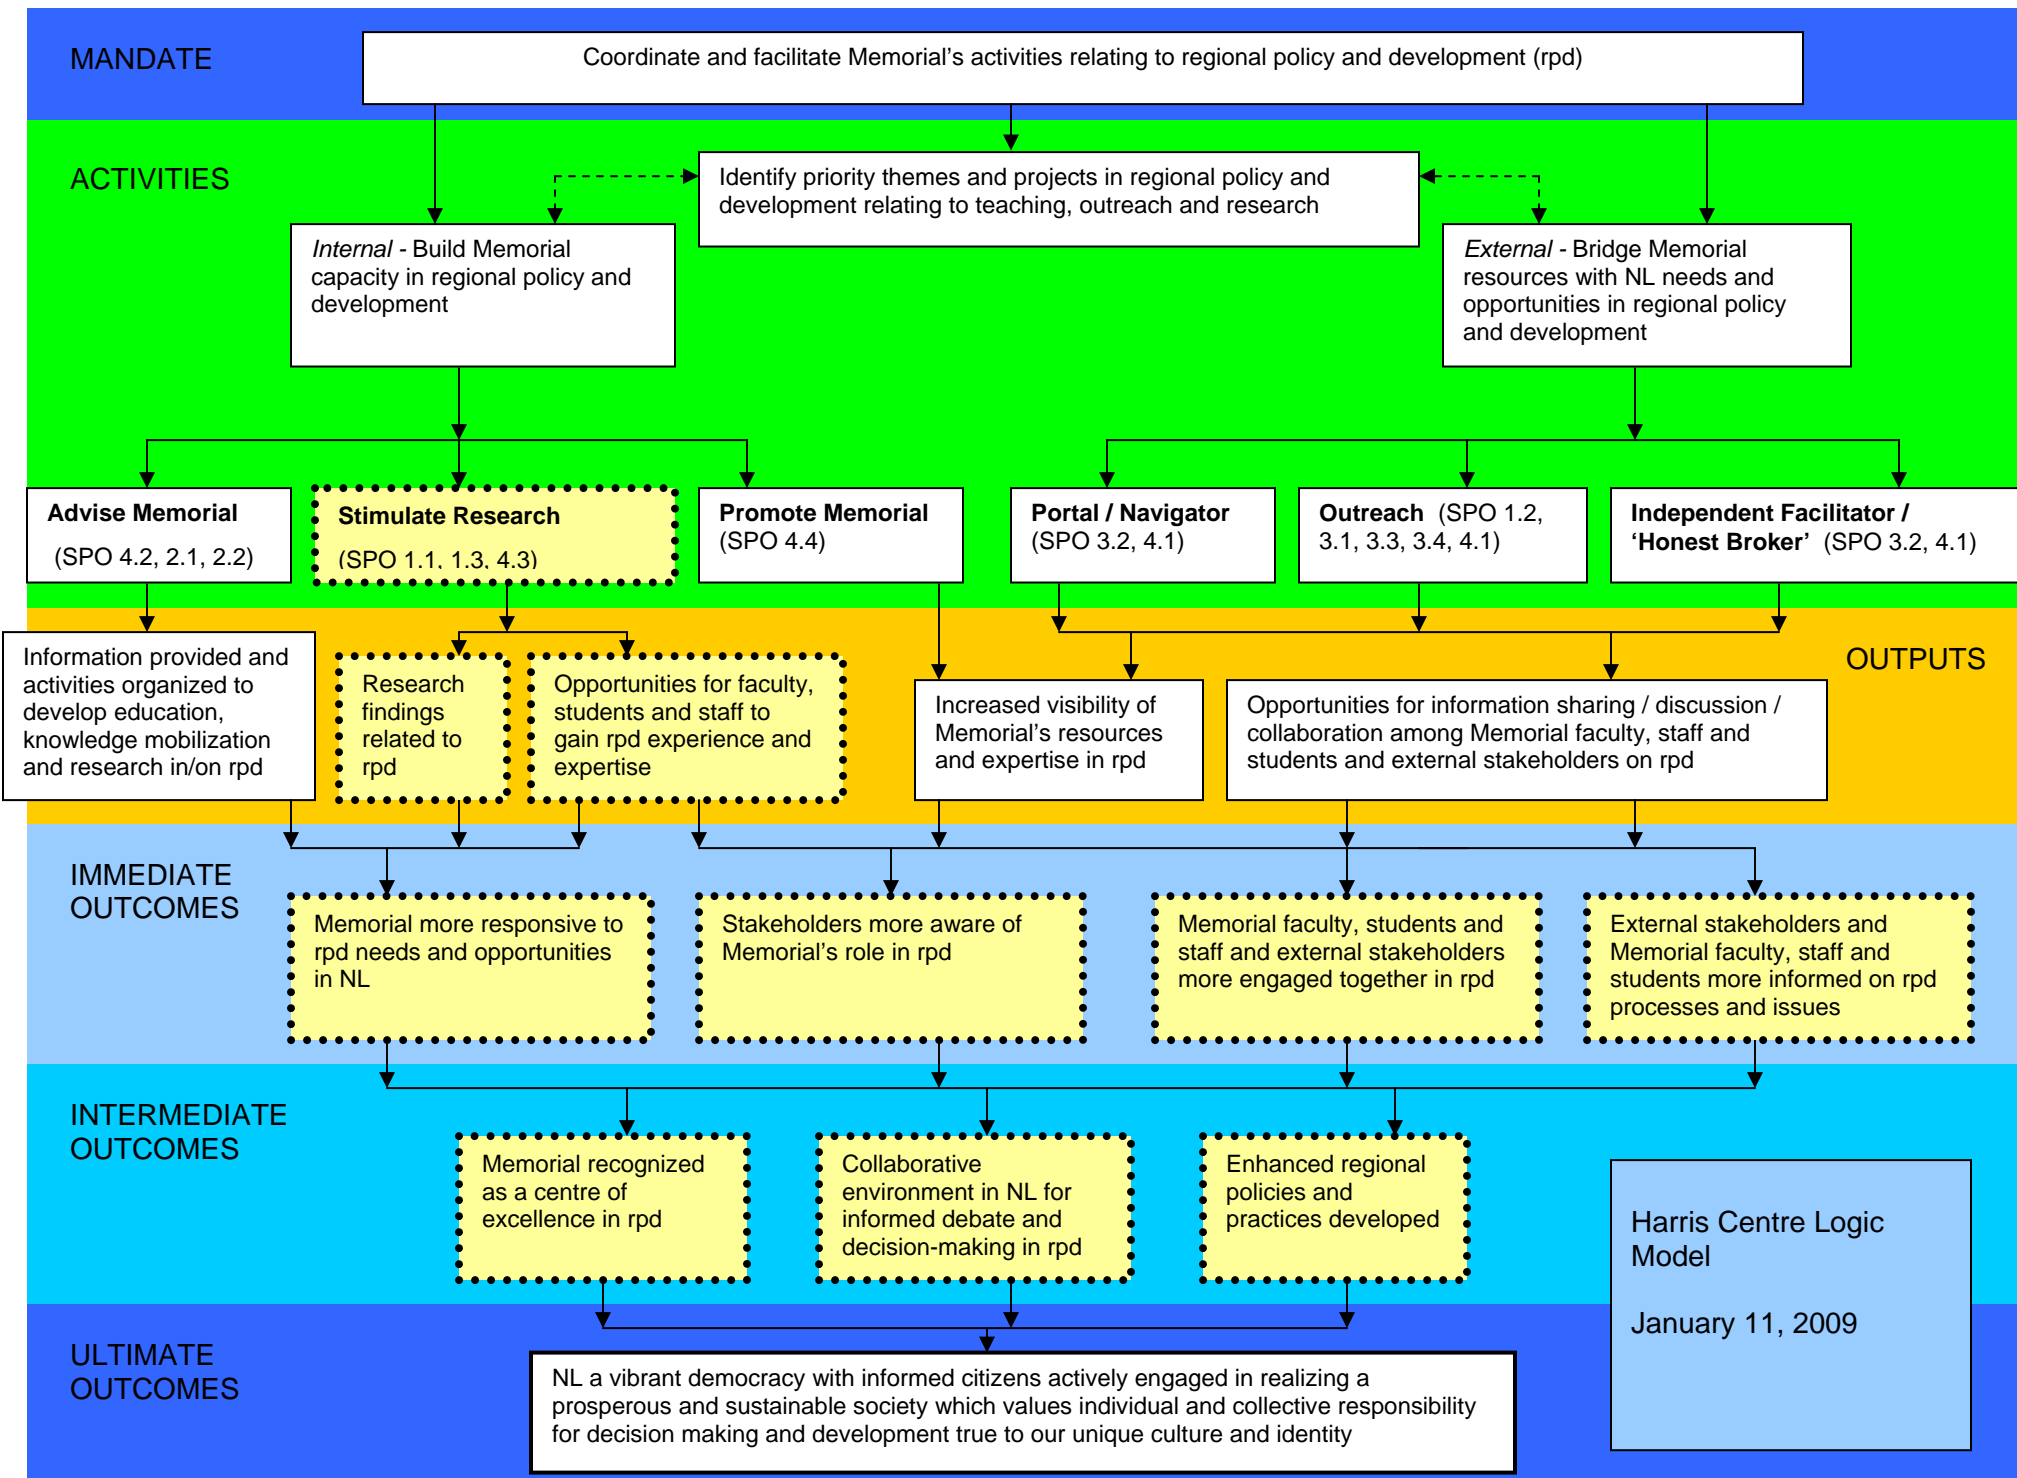 MANDATE
Coordinate and facilitate Memorial’s activities relating to regional policy and development (rpd)
ACTIVITIES
Identify priority themes and projects in regional policy and
development relating to teaching, outreach and research
Internal - Build Memorial
capacity in regional policy and
development
External - Bridge Memorial
resources with NL needs and
opportunities in regional policy
and development
Advise Memorial
(SPO 4.2, 2.1, 2.2)
Stimulate Research
(SPO 1.1, 1.3, 4.3)
Promote Memorial
(SPO 4.4)
Portal / Navigator
(SPO 3.2, 4.1)
Outreach (SPO 1.2,
3.1, 3.3, 3.4, 4.1)
Independent Facilitator /
‘Honest Broker’ (SPO 3.2, 4.1)
OUTPUTS
Information provided and
activities organized to
develop education,
knowledge mobilization
and research in/on rpd
Research
findings
related to
rpd
Opportunities for faculty,
students and staff to
gain rpd experience and
expertise
Increased visibility of
Memorial’s resources
and expertise in rpd
Opportunities for information sharing / discussion /
collaboration among Memorial faculty, staff and
students and external stakeholders on rpd
IMMEDIATE
OUTCOMES
Memorial more responsive to
rpd needs and opportunities
in NL
Stakeholders more aware of
Memorial’s role in rpd
Memorial faculty, students and
staff and external stakeholders
more engaged together in rpd
External stakeholders and
Memorial faculty, staff and
students more informed on rpd
processes and issues
INTERMEDIATE
OUTCOMES
Memorial recognized
as a centre of
excellence in rpd
Collaborative
environment in NL for
informed debate and
decision-making in rpd
Enhanced regional
policies and
practices developed
Harris Centre Logic
Model
January 11, 2009
ULTIMATE
OUTCOMES
NL a vibrant democracy with informed citizens actively engaged in realizing a
prosperous and sustainable society which values individual and collective responsibility
for decision making and development true to our unique culture and identity